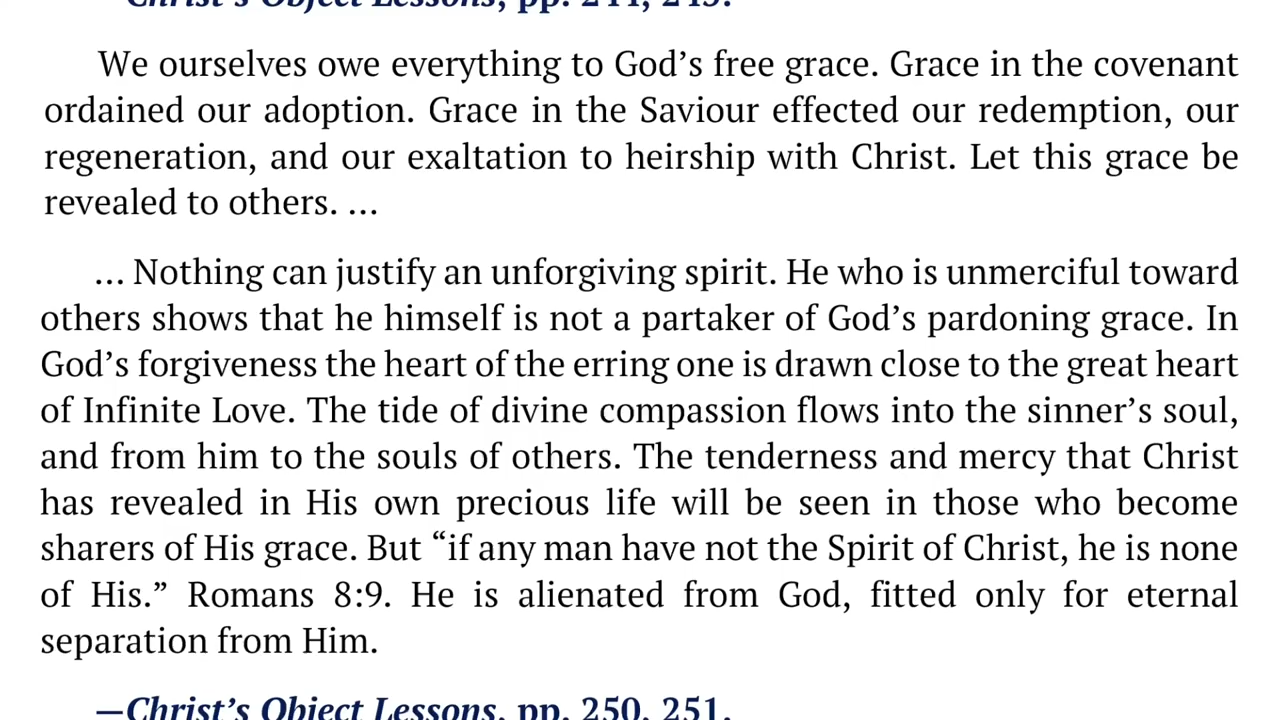 Christ's Object Lessons, pp. 244, 245.
We ourselves owe everything to God’s free grace. Grace in the covenant
ordained our adoption. Grace in the Saviour effected our redemption, our
regeneration, and our exaltation to heirship with Christ. Let this grace be
revealed to others. …
… Nothing can justify an unforgiving spirit. He who is unmerciful toward
others shows that he himself is not a partaker of God’s pardoning grace. In
God’s forgiveness the heart of the erring one is drawn close to the great heart
of Infinite Love. The tide of divine compassion flows into the sinner’s soul,
and from him to the souls of others. The tenderness and mercy that Christ
has revealed in His own precious life will be seen in those who become
sharers of His grace. But “if any man have not the Spirit of Christ, he is none
of His.” Romans 8:9. He is alienated from God, fitted only for eternal
separation from Him.
—Christ’s Object Lessons, pp. 250, 251.